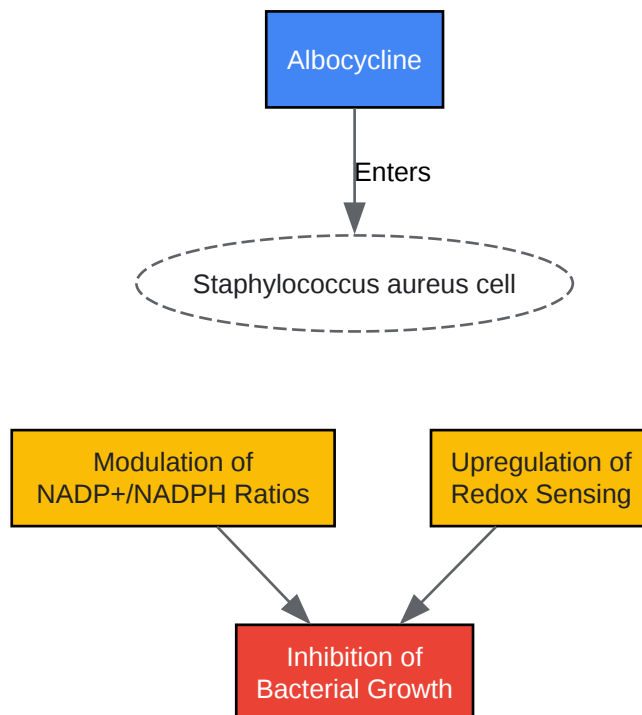 Albocycline
Enters
Staphylococcus aureus cell
Modulation of
NADP+/NADPH Ratios
Upregulation of
Redox Sensing
Inhibition of
Bacterial Growth